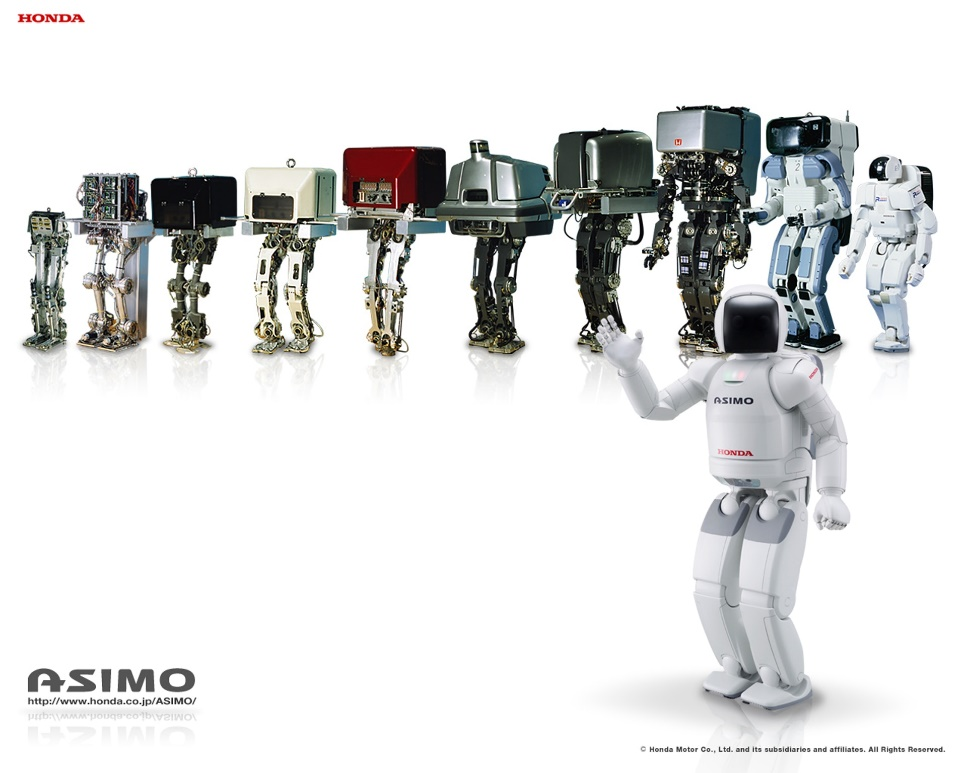 HONDA
ASIMO
HONDA
ASIMO
http://www.honda.co.jp/ASIMO/
© Honda Motor Co., Ltd. and its subsidiaries and affiliates. All Rights Reserved.